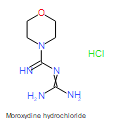 O
N
HN
N
HCl
H₂N
NH₂
Moroxydine hydrochloride